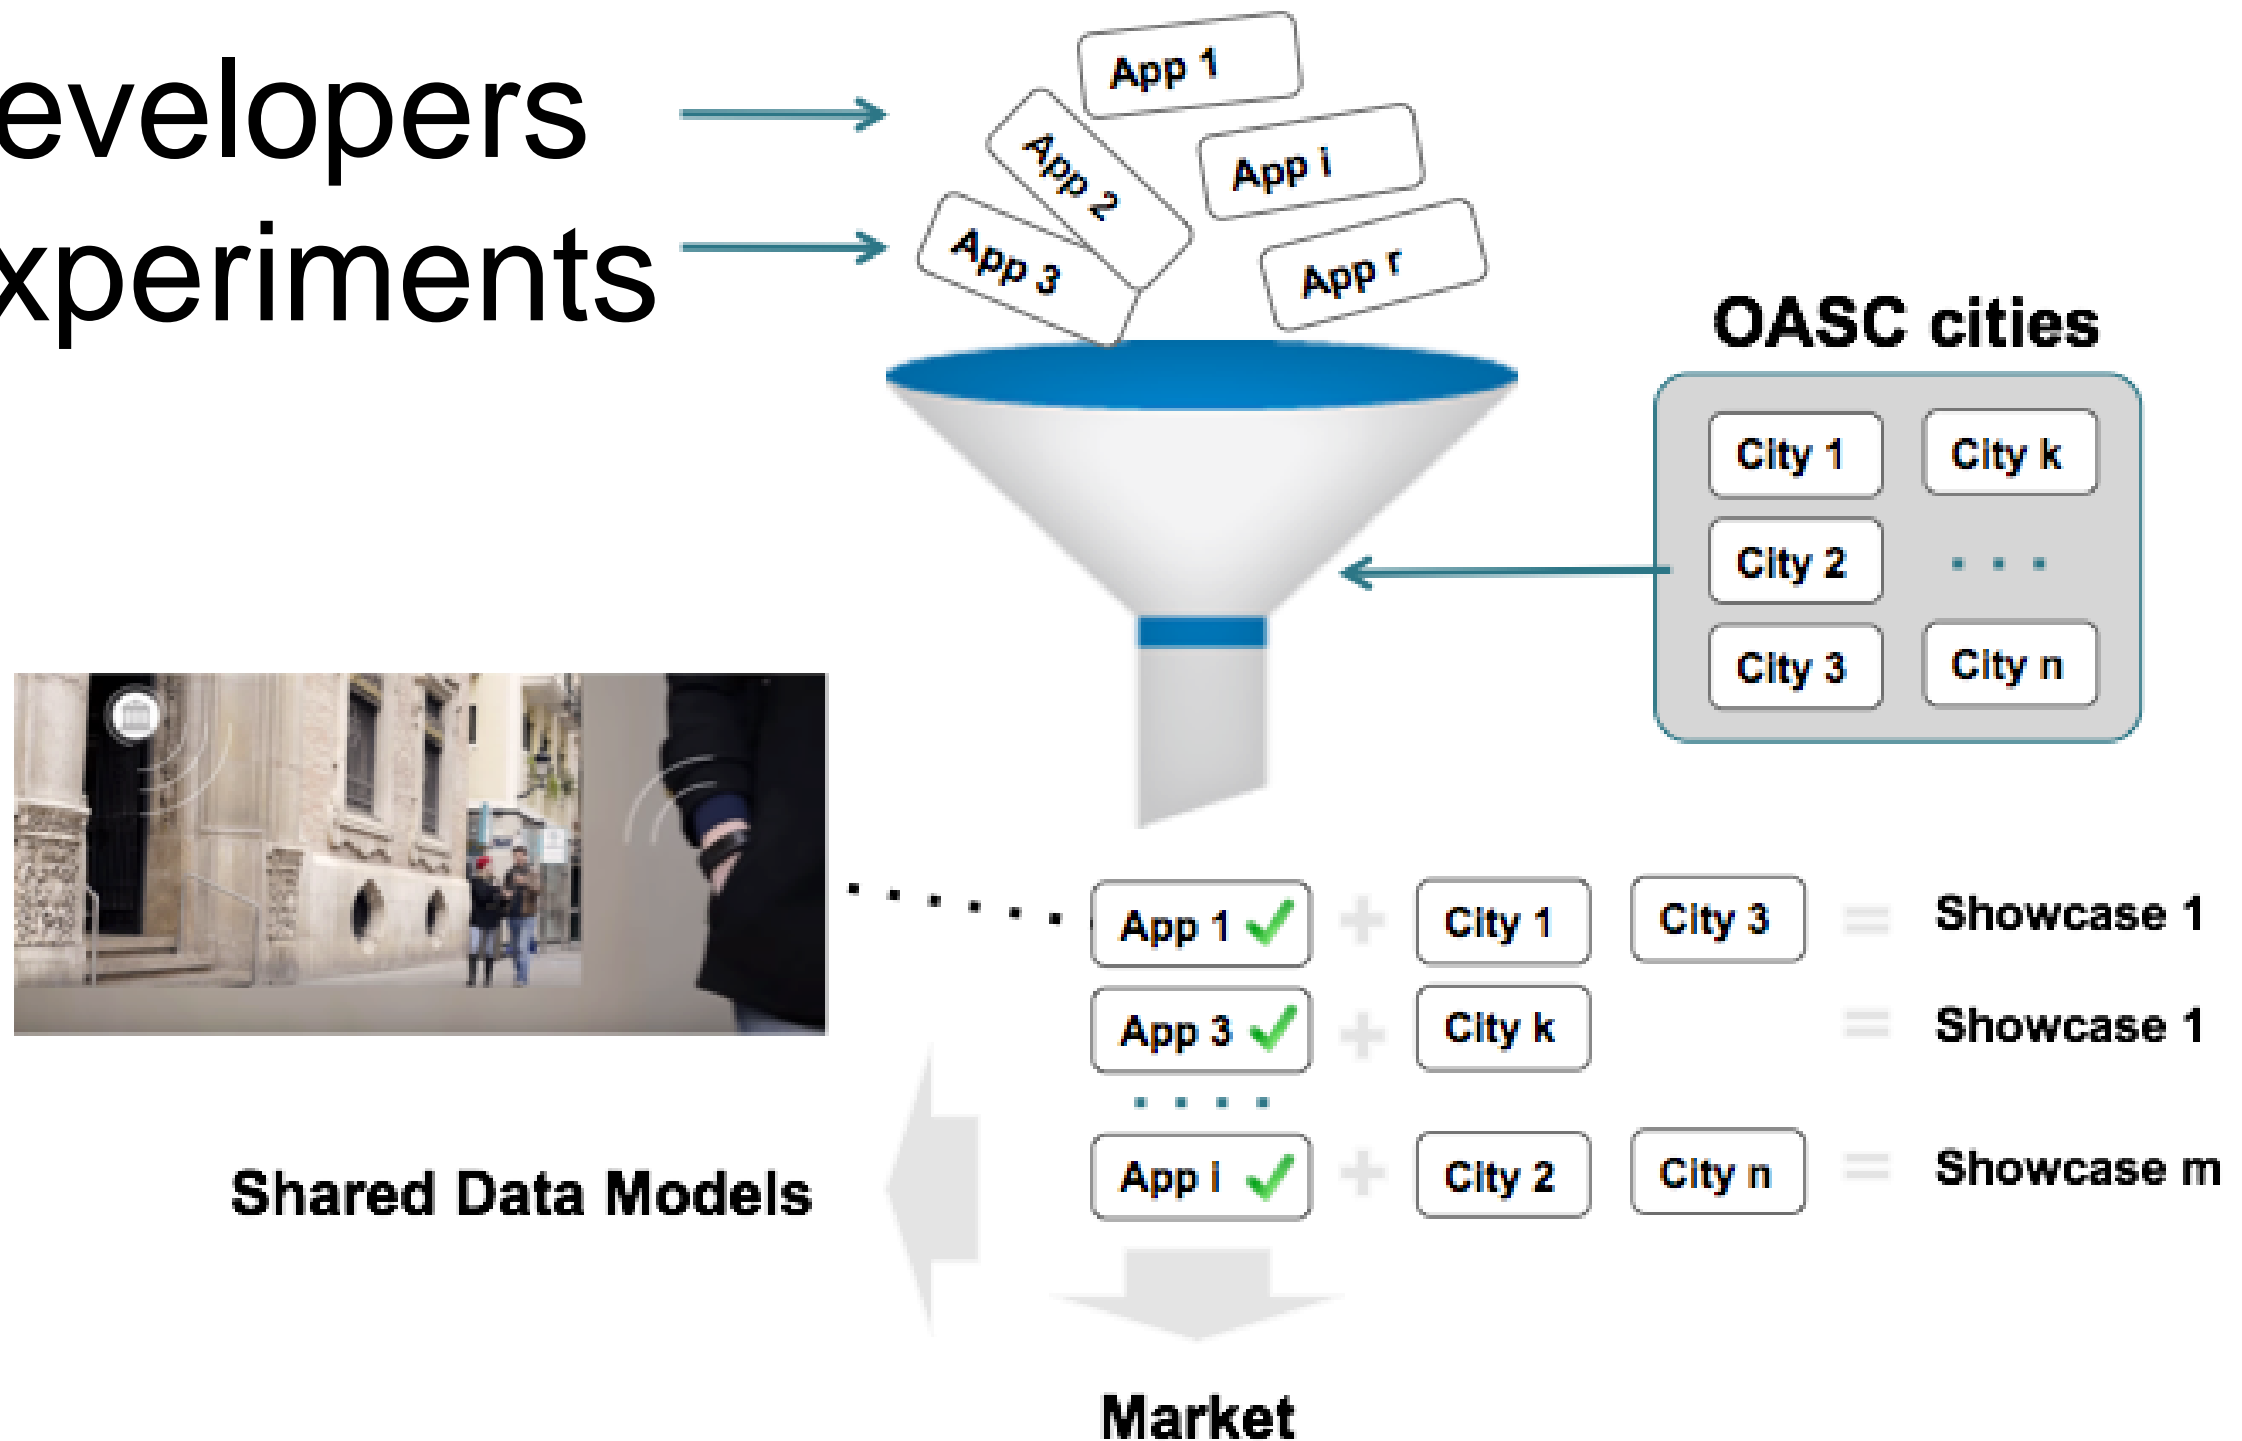 evelopers
xperiments
App 1
App 2
App i
App 3
App r
OASC cities
City 1 City k
City 2 . . .
City 3 City n
App 1 + City 1 City 3 = Showcase 1
App 3 + City k = Showcase 1
. . . .
App i + City 2 City n = Showcase m
Shared Data Models
Market